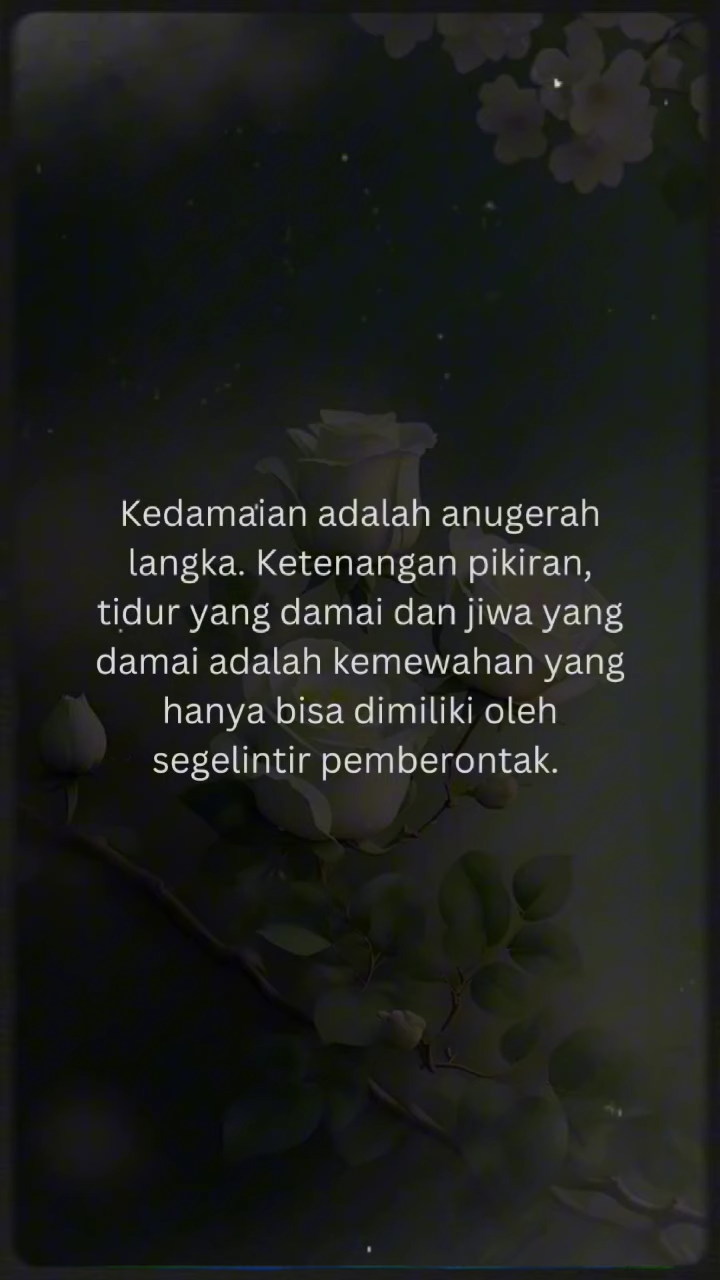 Kedamaian adalah anugerah
langka. Ketenangan pikiran,
tidur yang damai dan jiwa yang
damai adalah kemewahan yang
hanya bisa dimiliki oleh
segelintir pemberontak.